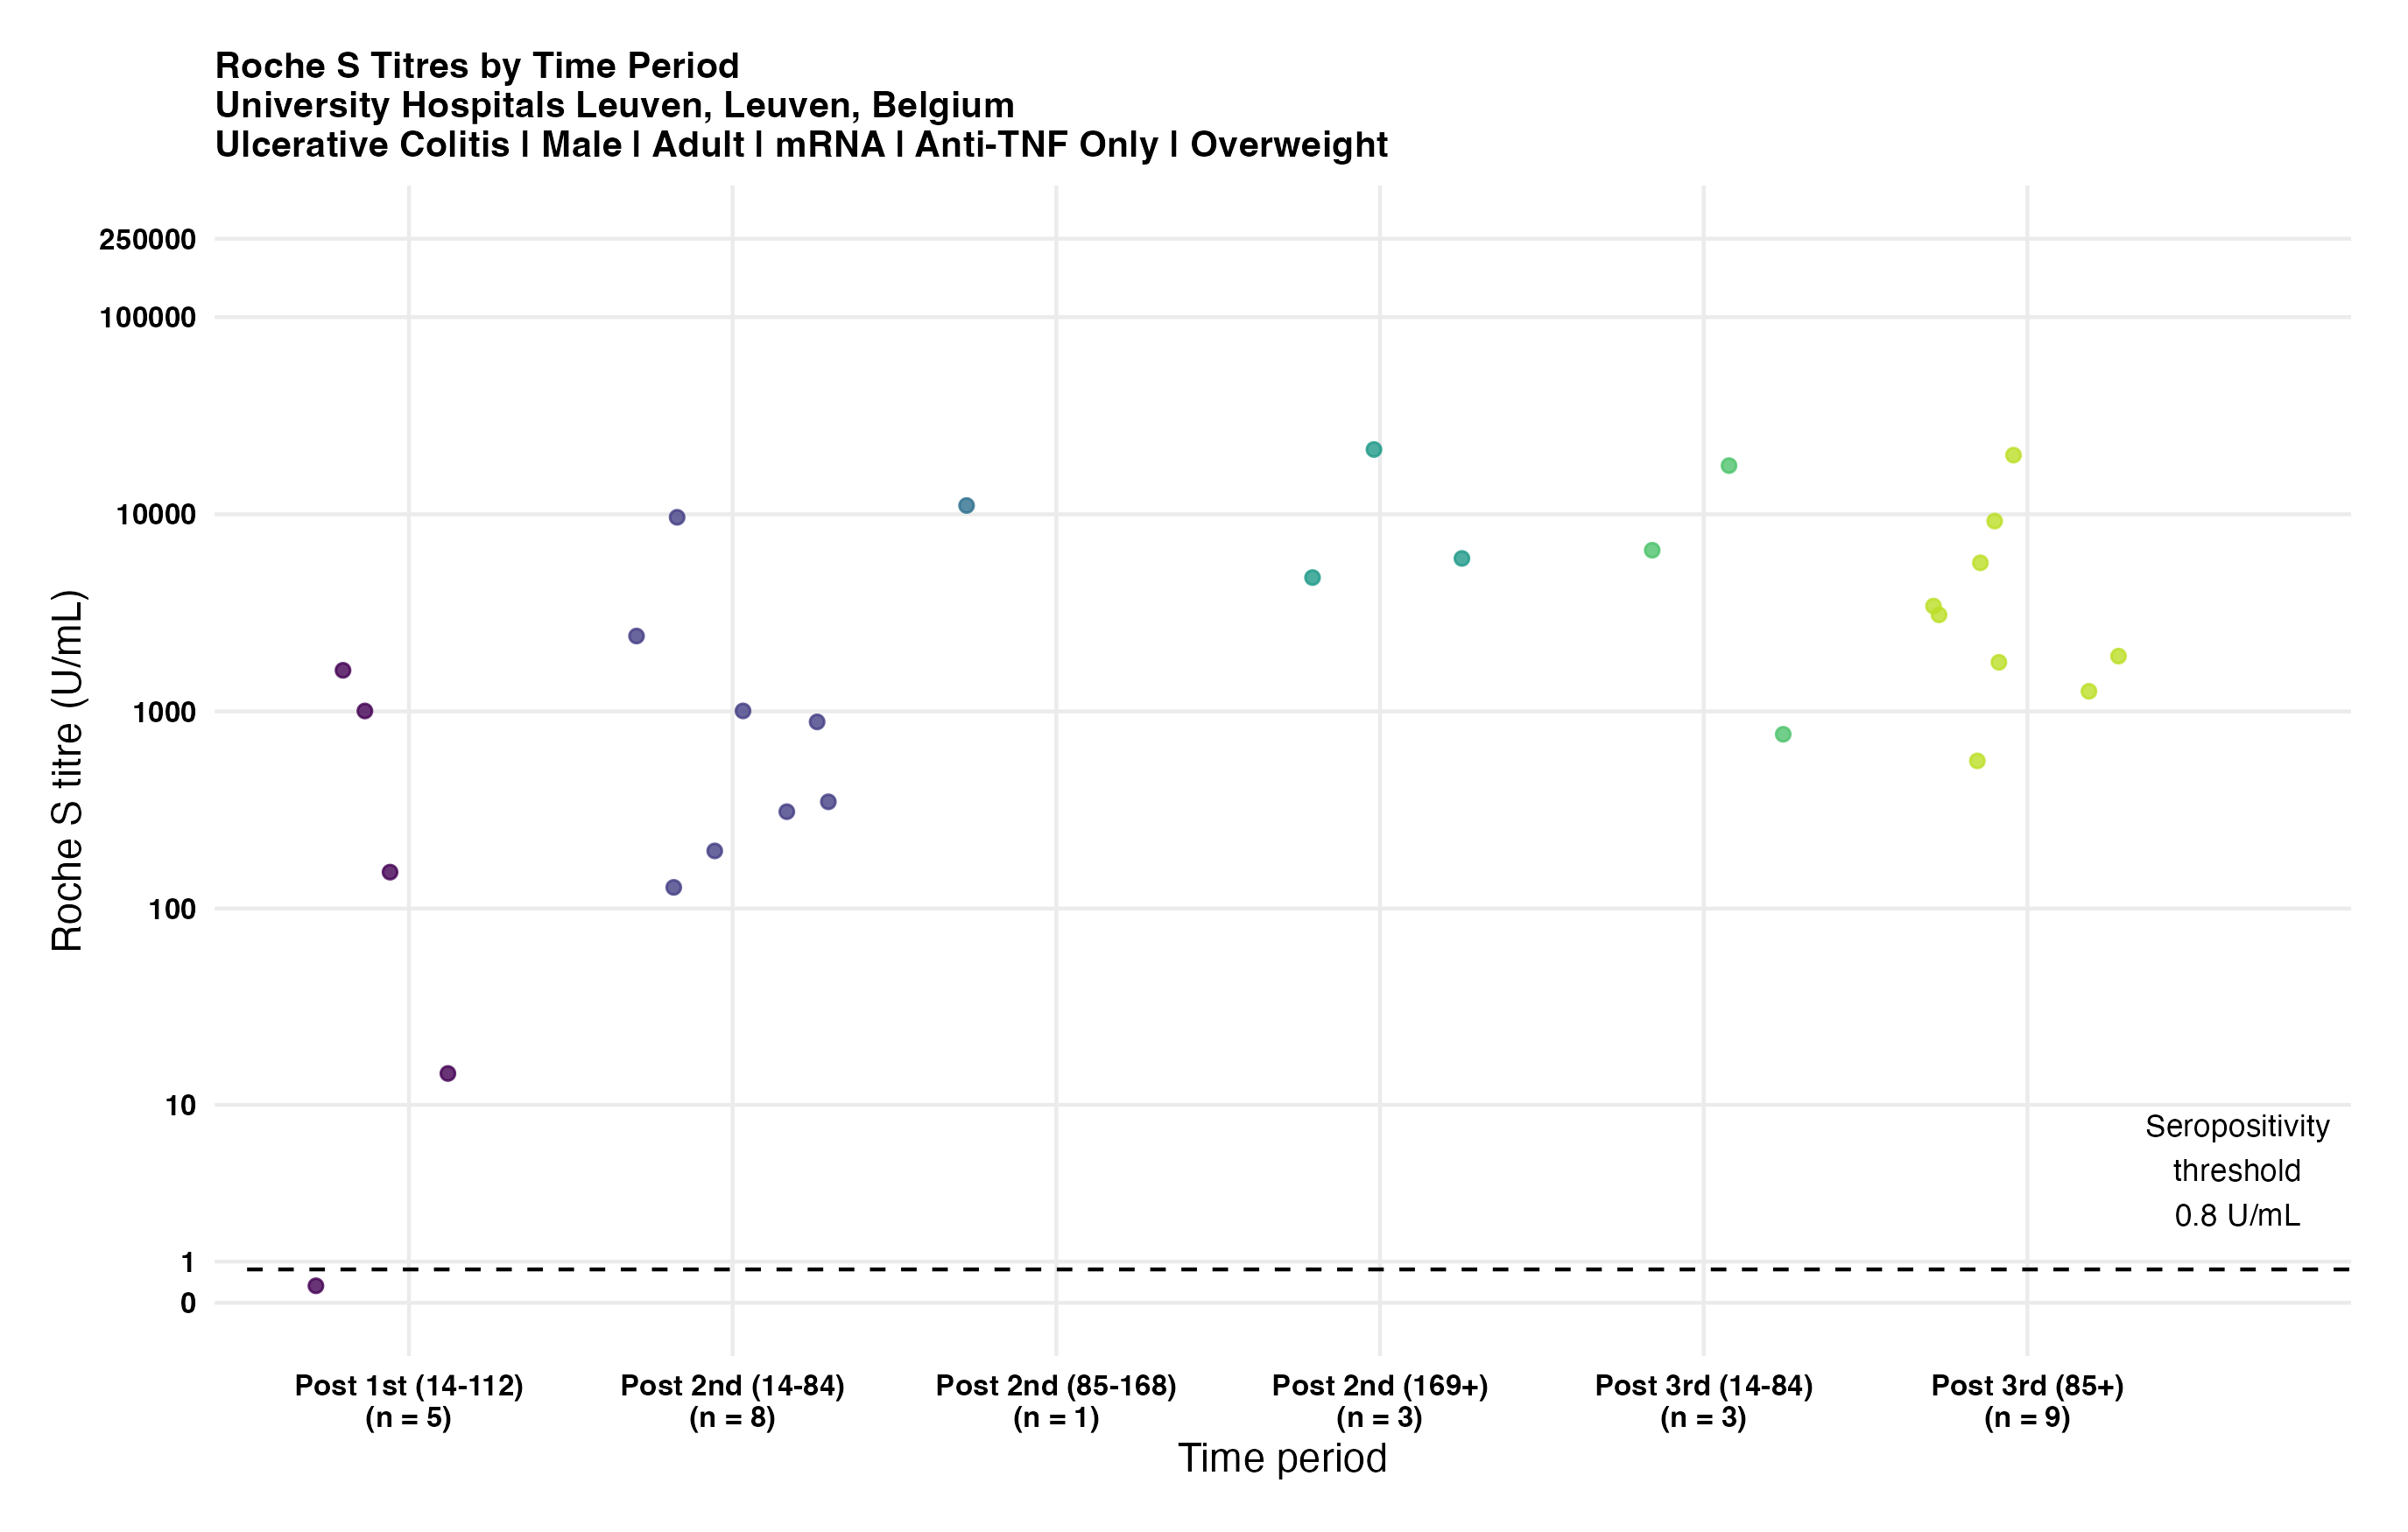 Roche S Titres by Time Period
University Hospitals Leuven, Leuven, Belgium
Ulcerative Colitis | Male | Adult | mRNA | Anti-TNF Only | Overweight
250000
100000
10000
1000
100
10
1
0
Roche S titre (U/mL)
Seropositivity
threshold
0.8 U/mL
Post 1st (14-112)
(n = 5)
Post 2nd (14-84)
(n = 8)
Post 2nd (85-168)
(n = 1)
Post 2nd (169+)
(n = 3)
Post 3rd (14-84)
(n = 3)
Post 3rd (85+)
(n = 9)
Time period